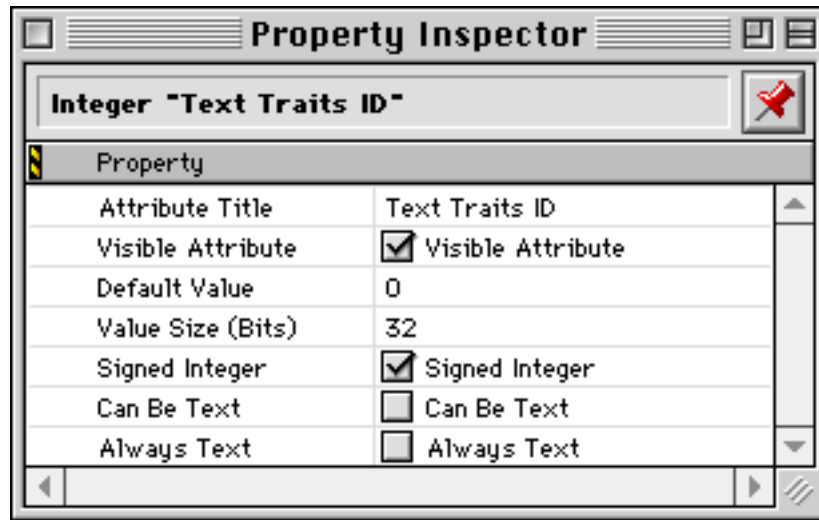 Property Inspector
Integer "Text Traits ID"
Property
Attribute Title Text Traits ID
Visible Attribute Visible Attribute
Default Value 0
Value Size (Bits) 32
Signed Integer Signed Integer
Can Be Text Can Be Text
Always Text Always Text